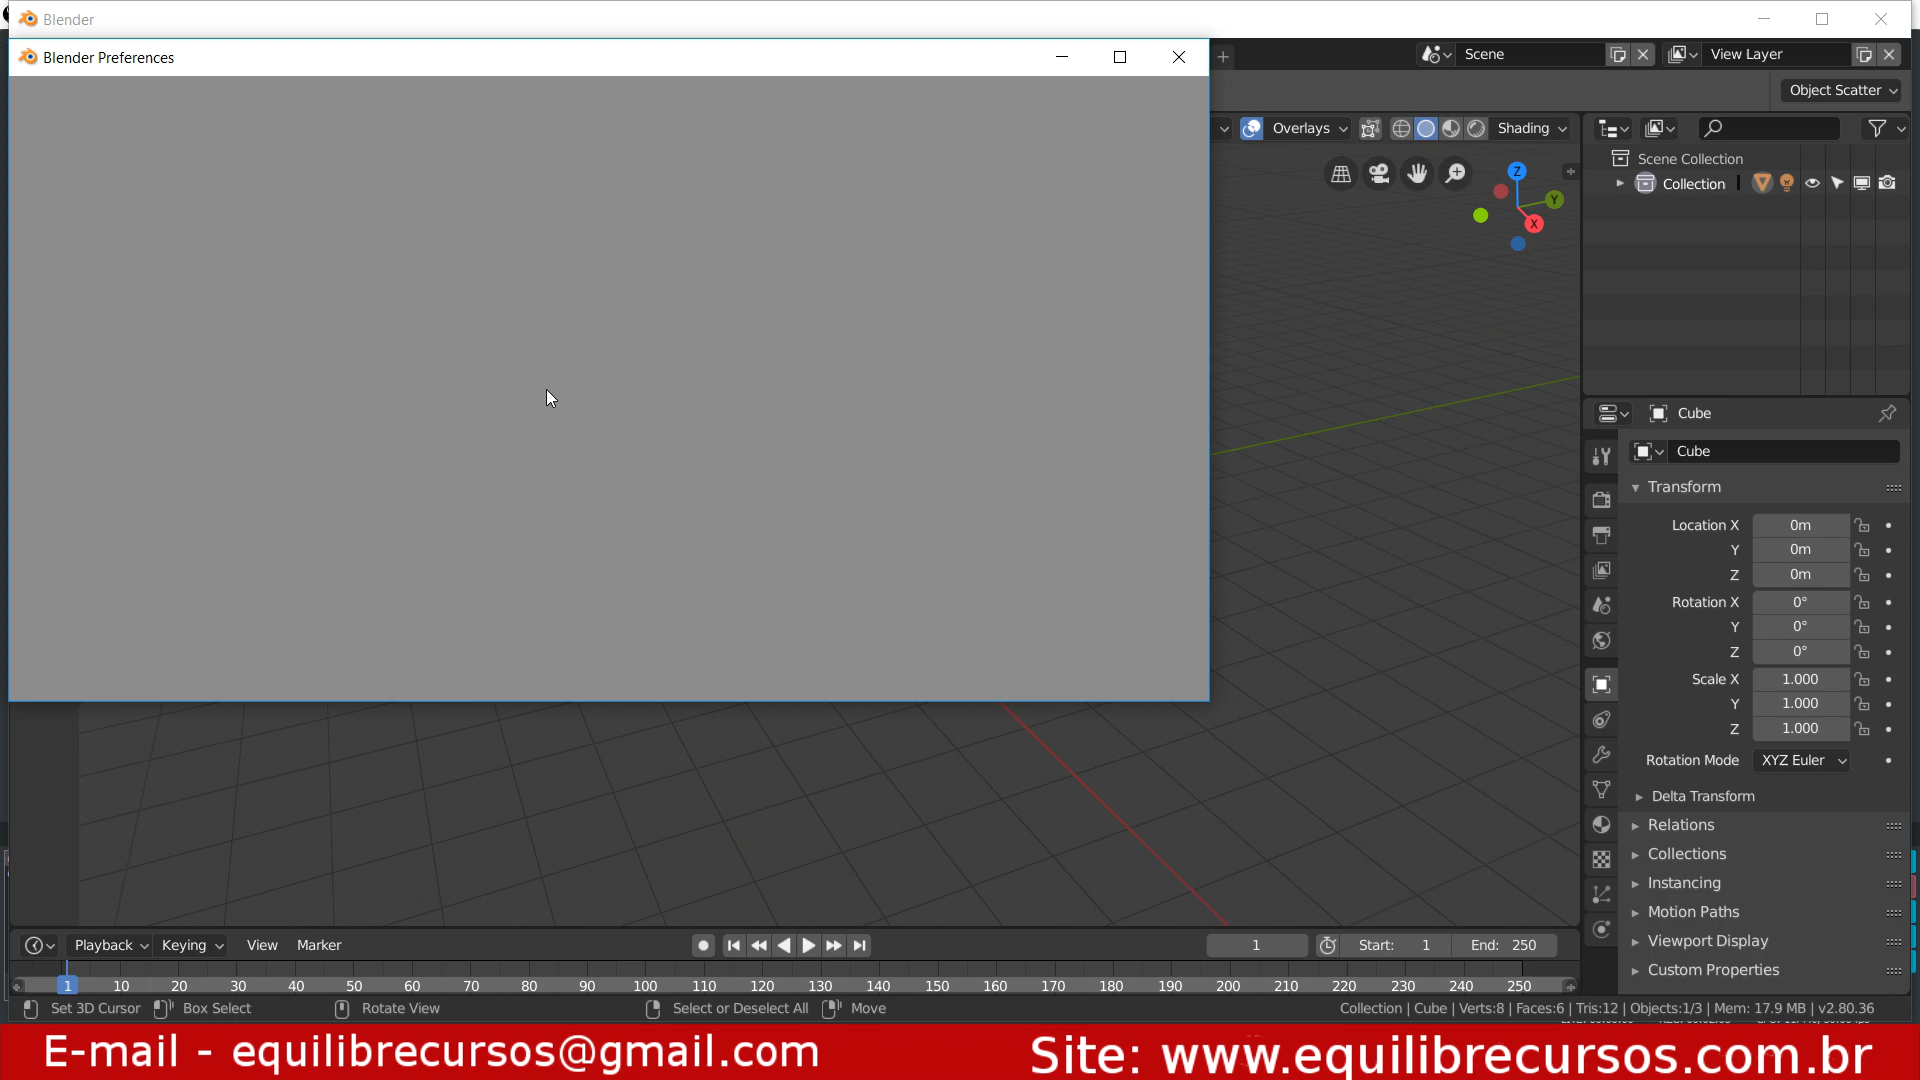 Blender
Blender Preferences
Scene
View Layer
Object Scatter
Overlays
Shading
Z
Y
X
Scene Collection
Collection
Cube
Cube
Transform
Location X 0m
Y 0m
Z 0m
Rotation X 0°
Y 0°
Z 0°
Scale X 1.000
Y 1.000
Z 1.000
Rotation Mode XYZ Euler
Delta Transform
Relations
Collections
Instancing
Motion Paths
Viewport Display
Custom Properties
Playback Keying View Marker 1 Start: 1 End: 250
1 10 20 30 40 50 60 70 80 90 100 110 120 130 140 150 160 170 180 190 200 210 220 230 240 250
Set 3D Cursor Box Select Rotate View Select or Deselect All Move Collection | Cube | Verts:8 | Faces:6 | Tris:12 | Objects:1/3 | Mem: 17.9 MB | v2.80.36
E-mail - equilibrecursos@gmail.com
Site: www.equilibrecursos.com.br